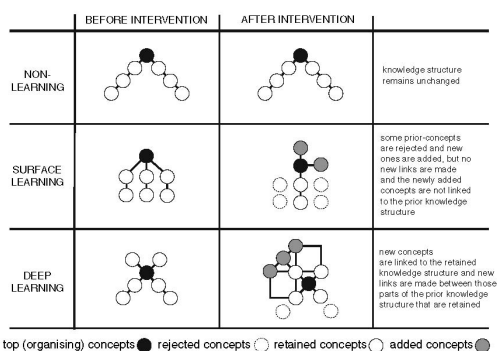 BEFORE INTERVENTION
AFTER INTERVENTION
NON-
LEARNING
knowledge structure
remains unchanged
SURFACE
LEARNING
some prior-concepts
are rejected and new
ones are added, but no
new links are made
and the newly added
concepts are not linked
to the prior knowledge
structure
DEEP
LEARNING
new concepts
are linked to the retained
knowledge structure and new
links are made between those
parts of the prior knowledge
structure that are retained
top (organising) concepts rejected concepts retained concepts added concepts